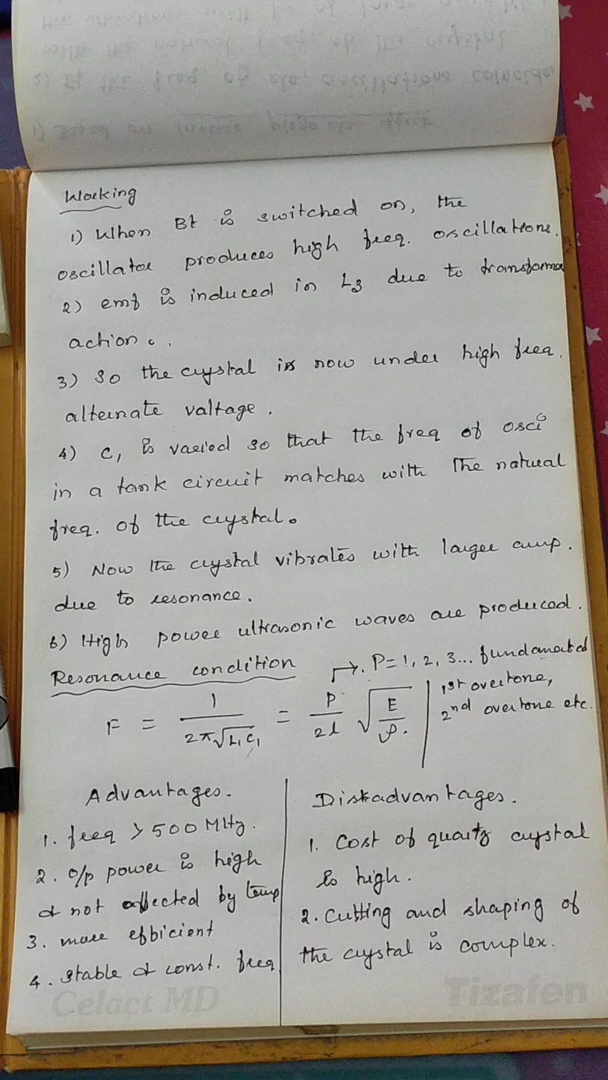 Working
1) When Bt is switched on, the
oscillator produces high freq. oscillations.
2) emf is induced in L3 due to transforma
action.
3) So the crystal is now under high freq.
alternate voltage.
4) C1 is varied so that the freq of osci
in a tank circuit matches with the natural
freq. of the crystal.
5) Now the crystal vibrates with larger amp.
due to resonance.
6) High power ultrasonic waves are produced.
Resonance condition
→ P = 1, 2, 3... fundamental
1st overtone,
2nd overtone etc.
F = 1 / 2π√L1C1 = P / 2l √E/ρ.
Advantages.
1. freq > 500 MHz.
2. o/p power is high
& not affected by temp
3. more efficient
4. stable & const. freq
Diskadvantages.
1. Cost of quartz crystal
is high.
2. Cutting and shaping of
the crystal is complex.
Celact MD
Tizafen